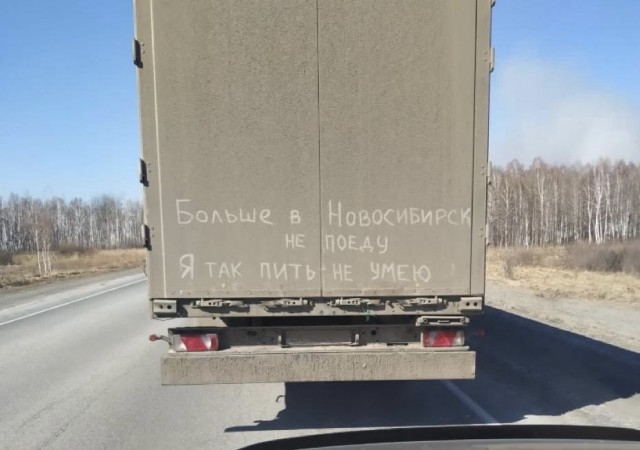 Больше в Новосибирск
не поеду
Я так пить не умею